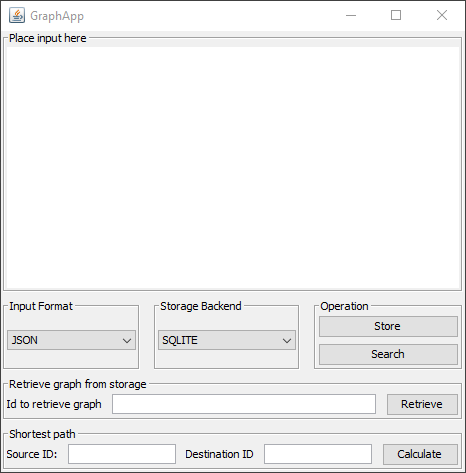 GraphApp
Place input here
Input Format
Storage Backend
Operation
JSON
SQLITE
Store
Search
Retrieve graph from storage
Id to retrieve graph
Retrieve
Shortest path
Source ID:
Destination ID
Calculate